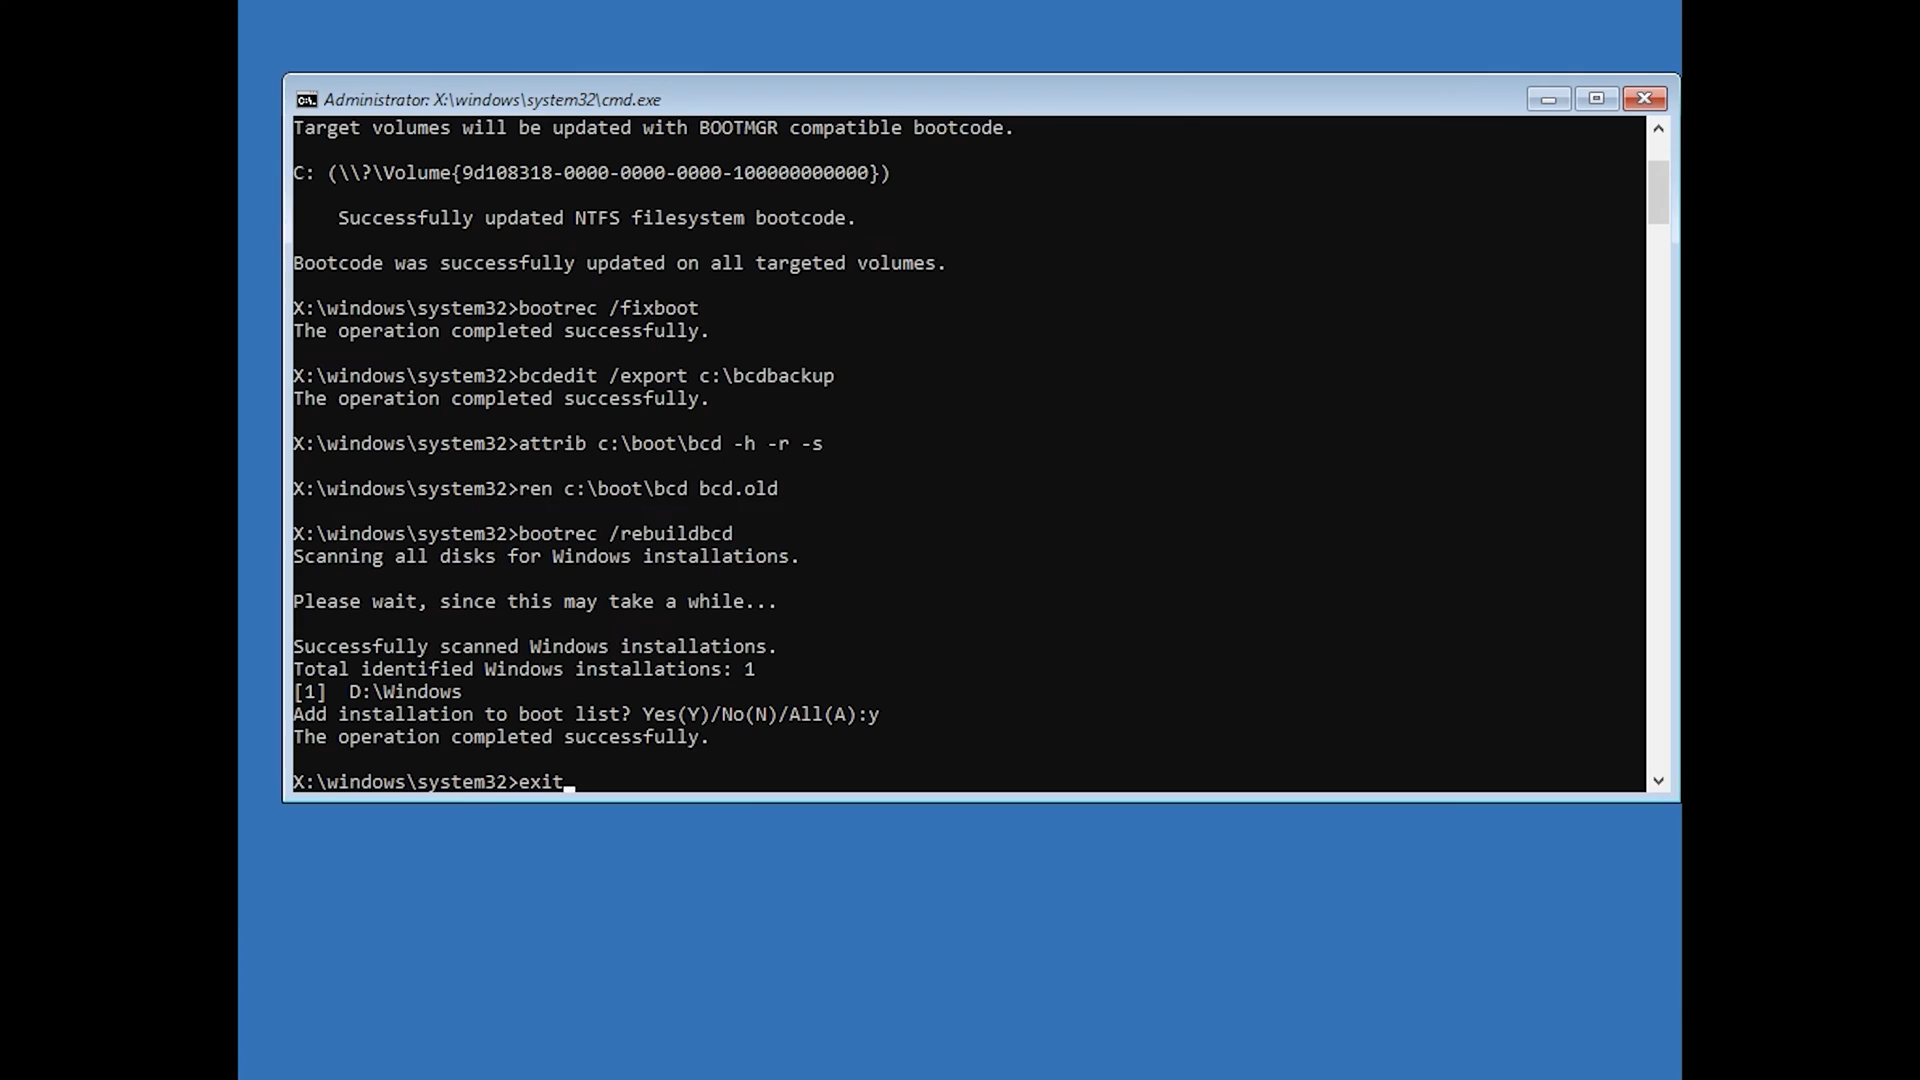 Administrator: X:\windows\system32\cmd.exe
Target volumes will be updated with BOOTMGR compatible bootcode.
C: (\\?\Volume{9d108318-0000-0000-0000-100000000000})
Successfully updated NTFS filesystem bootcode.
Bootcode was successfully updated on all targeted volumes.
X:\windows\system32>bootrec /fixboot
The operation completed successfully.
X:\windows\system32>bcdedit /export c:\bcdbackup
The operation completed successfully.
X:\windows\system32>attrib c:\boot\bcd -h -r -s
X:\windows\system32>ren c:\boot\bcd bcd.old
X:\windows\system32>bootrec /rebuildbcd
Scanning all disks for Windows installations.
Please wait, since this may take a while...
Successfully scanned Windows installations.
Total identified Windows installations: 1
[1]  D:\Windows
Add installation to boot list? Yes(Y)/No(N)/All(A):y
The operation completed successfully.
X:\windows\system32>exit